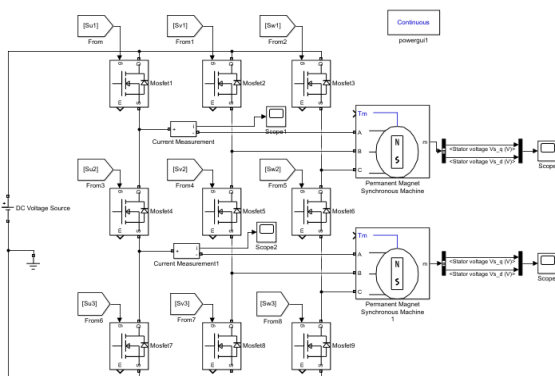 [Su1]
[Sv1]
[Sw1]
Continuous
From
From1
From2
powergui1
Mosfet1
Mosfet2
Mosfet3
Tm
i
+
-
Scope1
Current Measurement
A
B
C
m
N
S
<Stator voltage Vs_q (V)>
<Stator voltage Vs_d (V)>
Scope
Permanent Magnet
Synchronous Machine
[Su2]
[Sv2]
[Sw2]
From3
From4
From5
DC Voltage Source
Mosfet4
Mosfet5
Mosfet6
Tm
i
+
-
Scope2
Current Measurement1
A
B
C
m
N
S
<Stator voltage Vs_q (V)>
<Stator voltage Vs_d (V)>
Scope
Permanent Magnet
Synchronous Machine
1
[Su3]
[Sv3]
[Sw3]
From6
From7
From8
Mosfet7
Mosfet8
Mosfet9